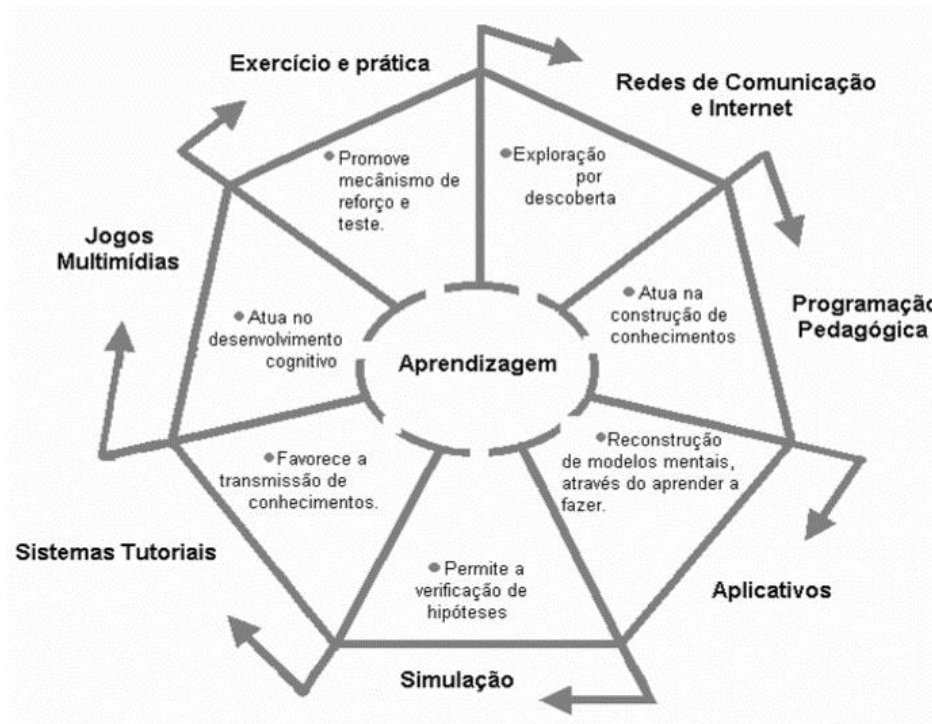 Exercício e prática
Redes de Comunicação
e Internet
Promove
mecânismo de
reforço e
teste.
Exploração
por
descoberta
Jogos
Multimídias
Atua no
desenvolvimento
cognitivo
Aprendizagem
Atua na
construção de
conhecimentos
Programação
Pedagógica
Favorece a
transmissão de
conhecimentos.
Reconstrução
de modelos mentais,
através do aprender a
fazer.
Sistemas Tutoriais
Permite a
verificação de
hipóteses
Aplicativos
Simulação